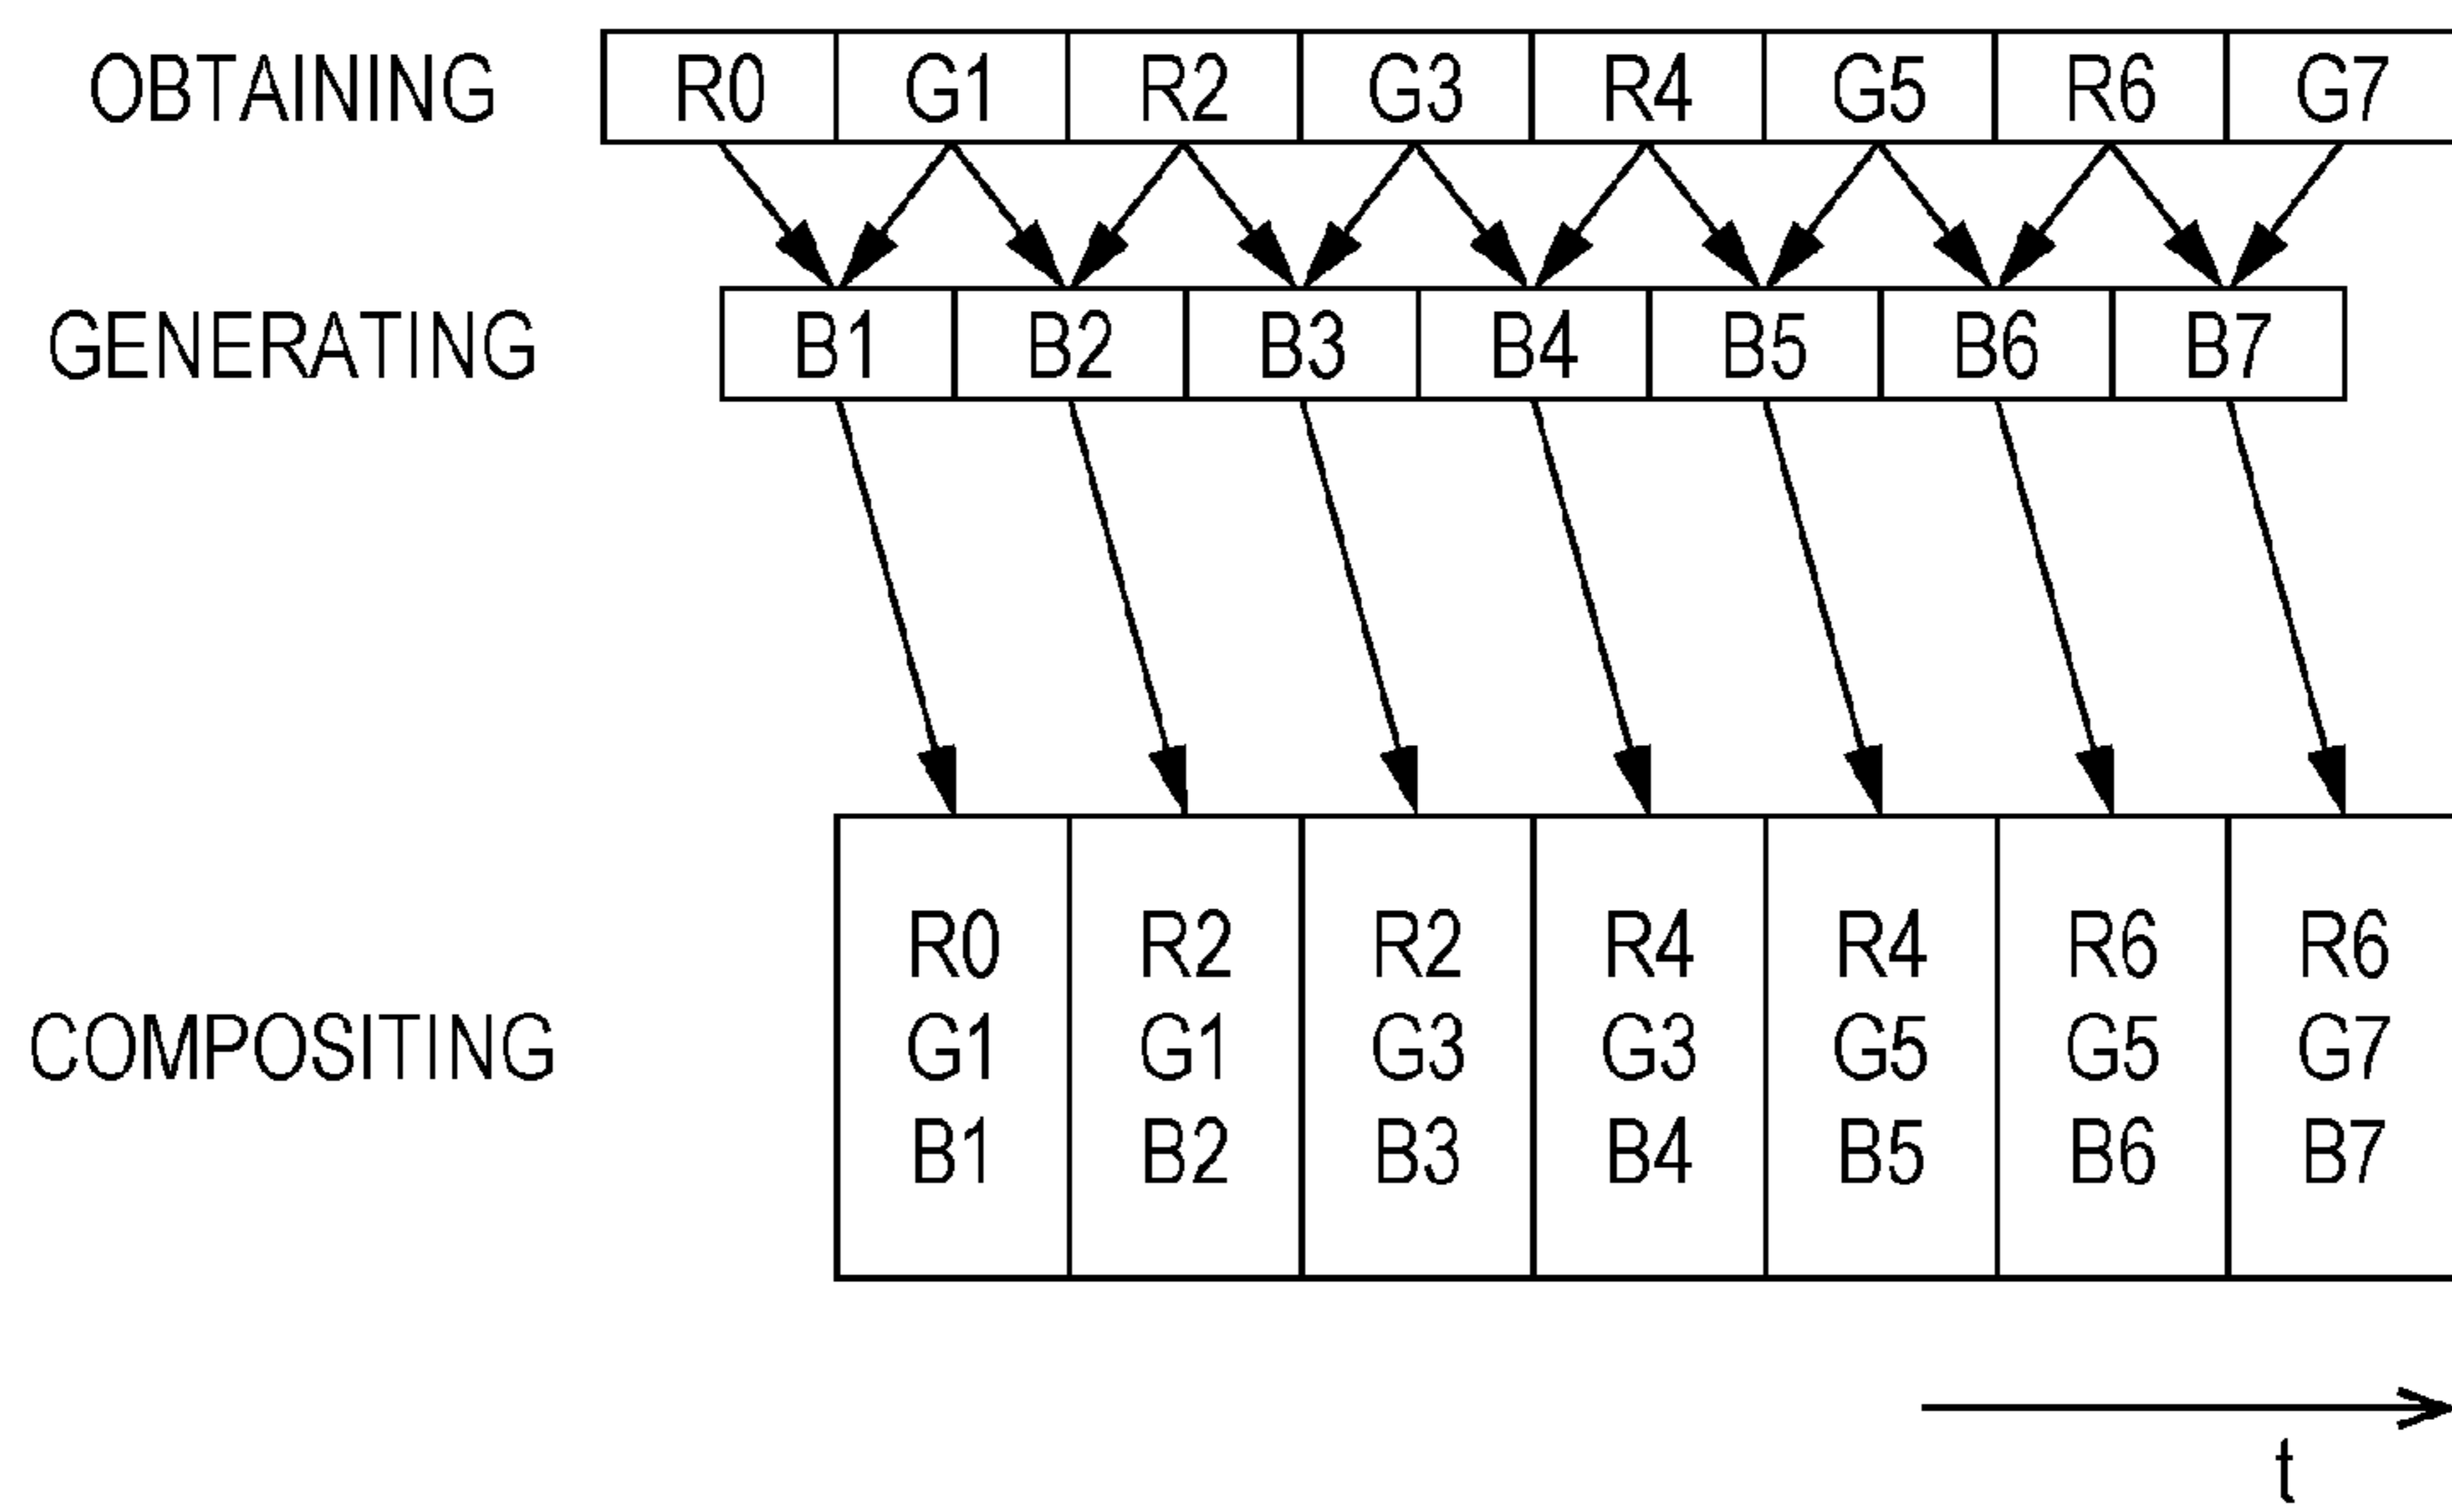 OBTAINING R0 G1 R2 G3 R4 G5 R6 G7
GENERATING B1 B2 B3 B4 B5 B6 B7
R0 R2 R2 R4 R4 R6 R6
COMPOSITING G1 G1 G3 G3 G5 G5 G7
B1 B2 B3 B4 B5 B6 B7
t